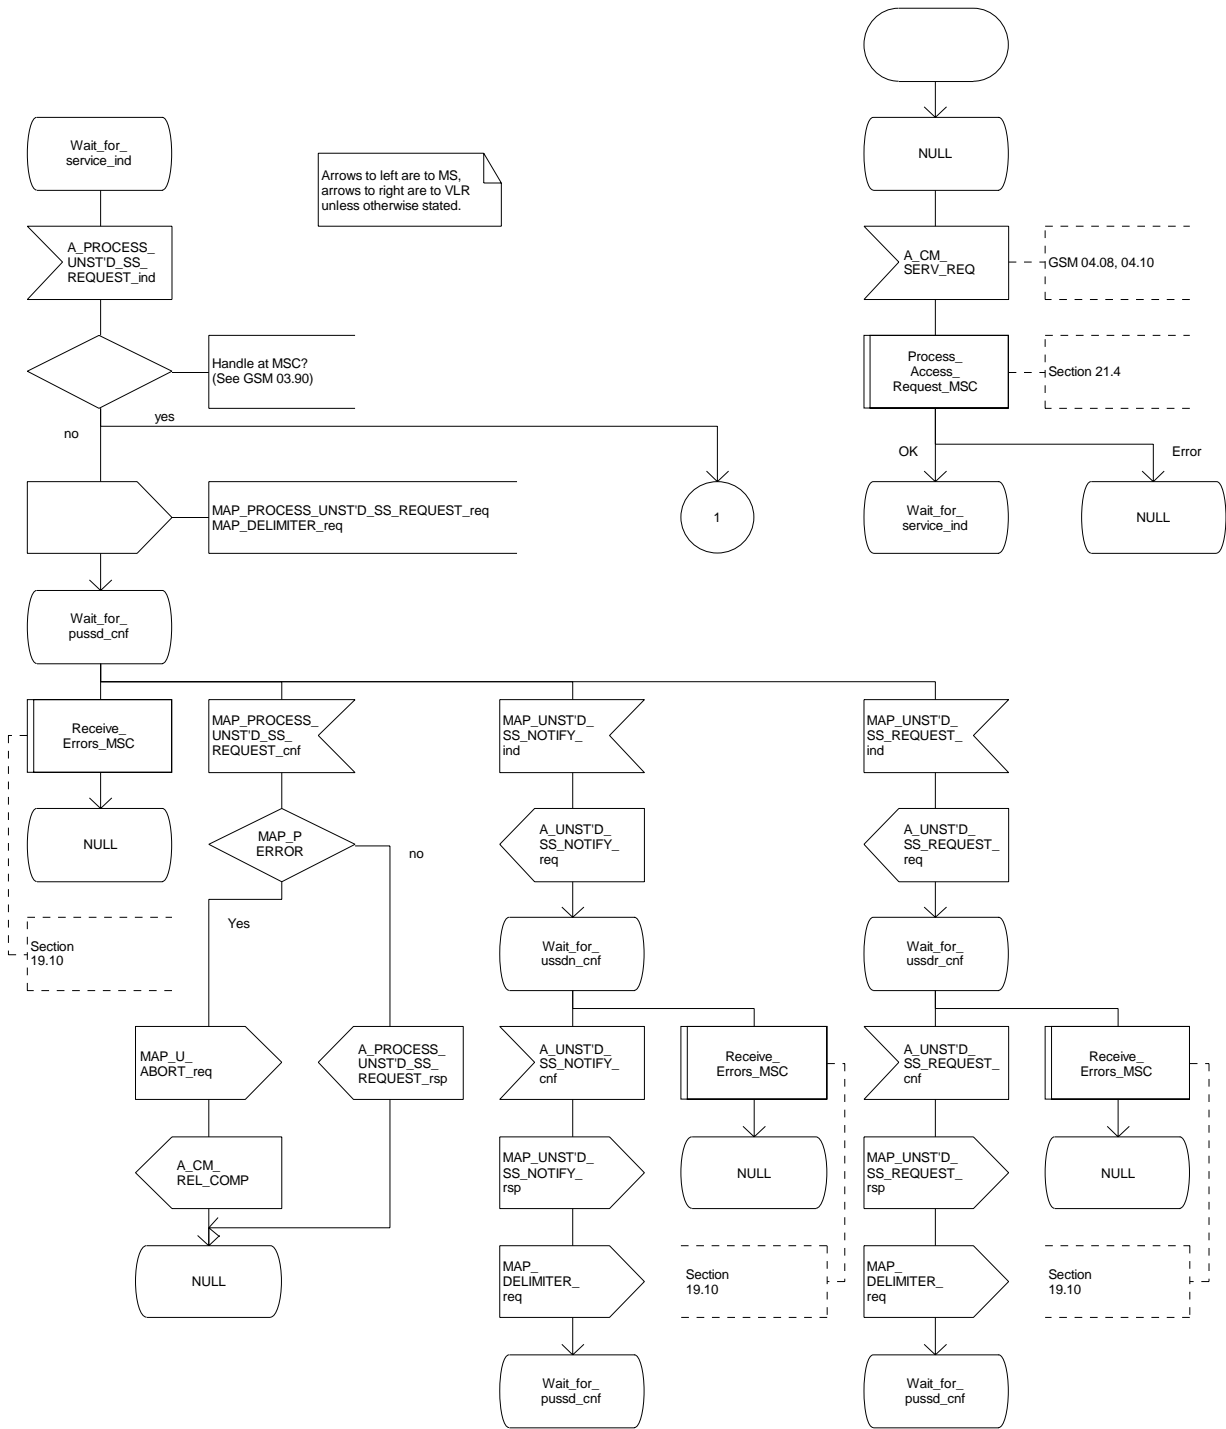 NULL
Wait_for_
service_ind
Arrows to left are to MS,
arrows to right are to VLR
unless otherwise stated.
A_PROCESS_
UNST'D_SS_
REQUEST_ind
A_CM_
SERV_REQ
GSM 04.08, 04.10
Handle at MSC?
(See GSM 03.90)
Process_
Access_
Request_MSC
Section 21.4
no
yes
OK
Error
MAP_PROCESS_UNST'D_SS_REQUEST_req
MAP_DELIMITER_req
1
Wait_for_
service_ind
NULL
Wait_for_
pussd_cnf
Receive_
Errors_MSC
MAP_PROCESS_
UNST'D_SS_
REQUEST_cnf
MAP_UNST'D_
SS_NOTIFY_
ind
MAP_UNST'D_
SS_REQUEST_
ind
NULL
MAP_P
ERROR
no
A_UNST'D_
SS_NOTIFY_
req
A_UNST'D_
SS_REQUEST_
req
Yes
Section
19.10
Wait_for_
ussdn_cnf
Wait_for_
ussdr_cnf
MAP_U_
ABORT_req
A_PROCESS_
UNST'D_SS_
REQUEST_rsp
A_UNST'D_
SS_NOTIFY_
cnf
Receive_
Errors_MSC
A_UNST'D_
SS_REQUEST_
cnf
Receive_
Errors_MSC
A_CM_
REL_COMP
MAP_UNST'D_
SS_NOTIFY_
rsp
NULL
MAP_UNST'D_
SS_REQUEST_
rsp
NULL
NULL
MAP_
DELIMITER_
req
Section
19.10
MAP_
DELIMITER_
req
Section
19.10
Wait_for_
pussd_cnf
Wait_for_
pussd_cnf